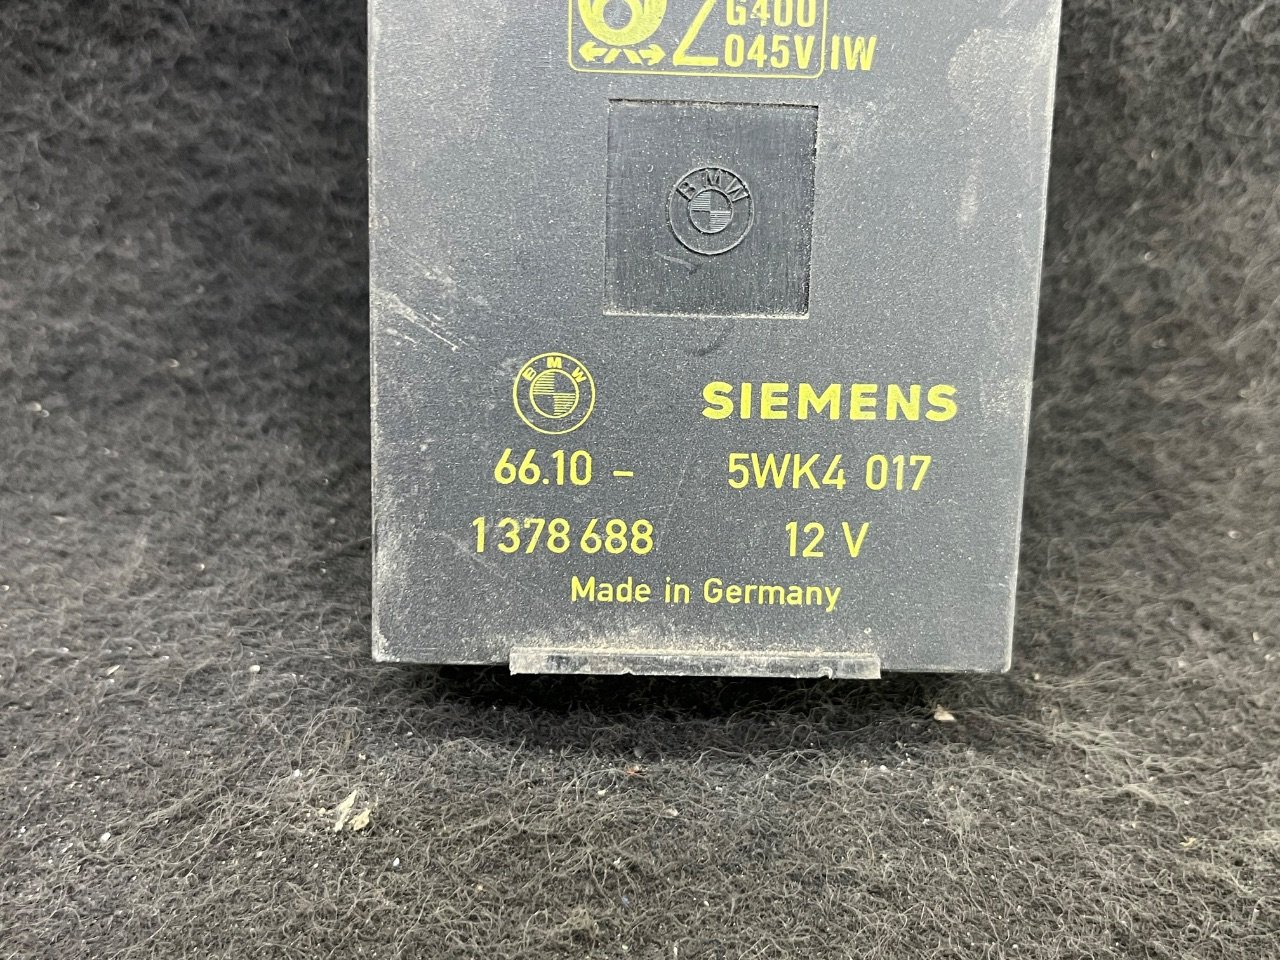 G400
045V IW
BMW
BMW
SIEMENS
66.10 -
5WK4 017
1 378 688
12 V
Made in Germany